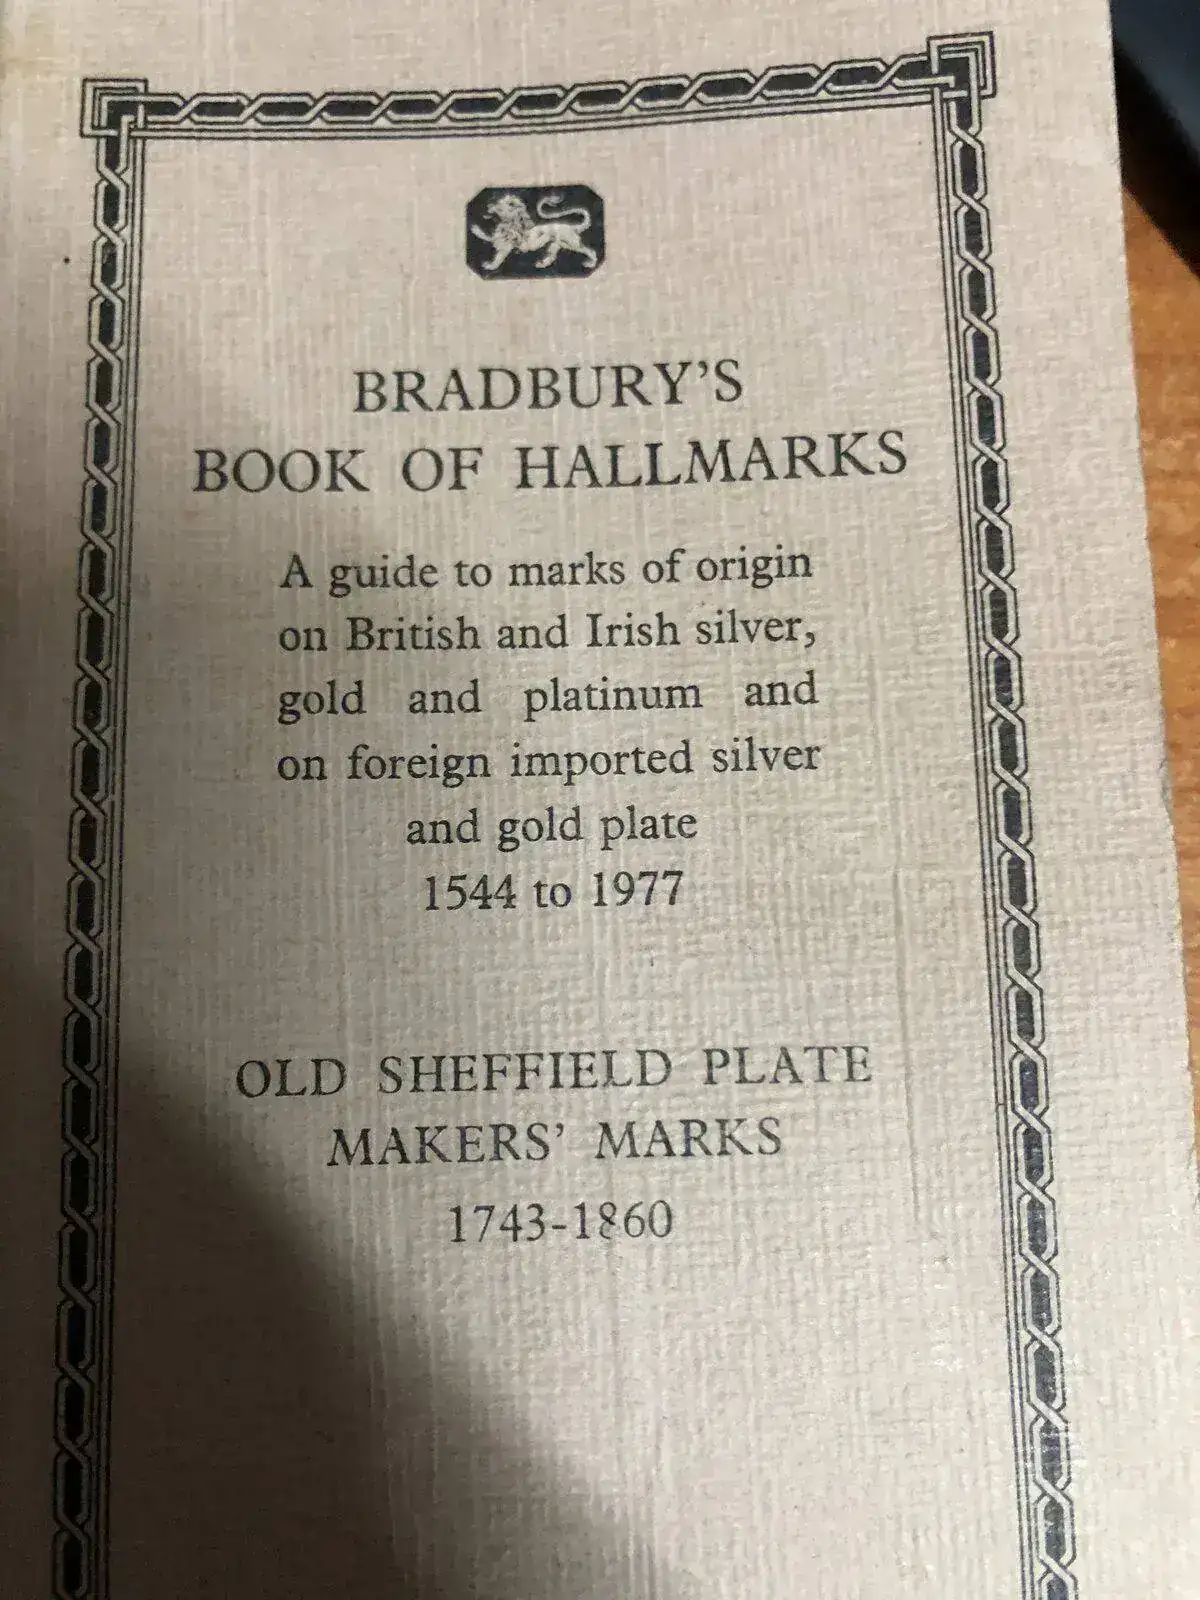 BRADBURY'S
BOOK OF HALLMARKS
A guide to marks of origin
on British and Irish silver,
gold and platinum and
on foreign imported silver
and gold plate
1544 to 1977
OLD SHEFFIELD PLATE
MAKERS' MARKS
1743-1860